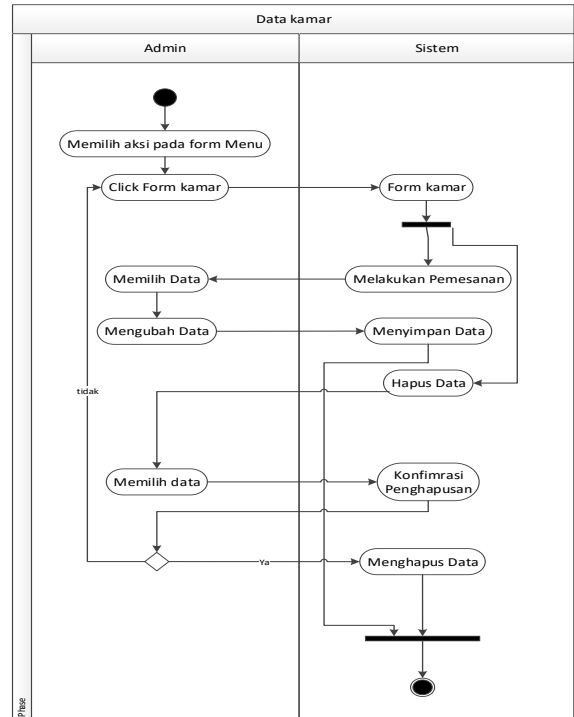 Data kamar
Admin
Sistem
Memilih aksi pada form Menu
Click Form kamar
Form kamar
Memilih Data
Melakukan Pemesanan
Mengubah Data
Menyimpan Data
tidak
Hapus Data
Memilih data
Konfimrasi
Penghapusan
Ya
Menghapus Data
Phase